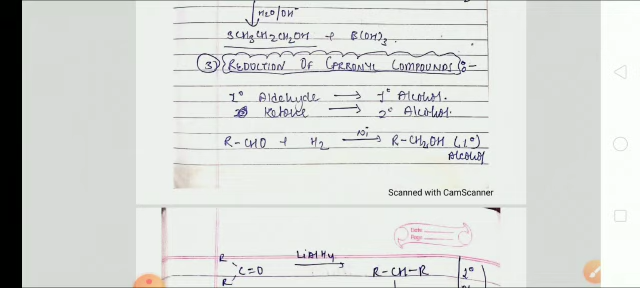 H2O/OH⁻
3CH3CH2CH2OH + B(OH)3.
③ REDUCTION OF CARBONYL COMPOUNDS:-
1° Aldehyde → 1° Alcohol.
Ketone → 2° Alcohol.
R-CHO + H2 —Ni→ R-CH2OH (1°)
Alcohol
Scanned with CamScanner
Date
Page
R
C=O —LiAlH4→ R-CH-R 2°
R